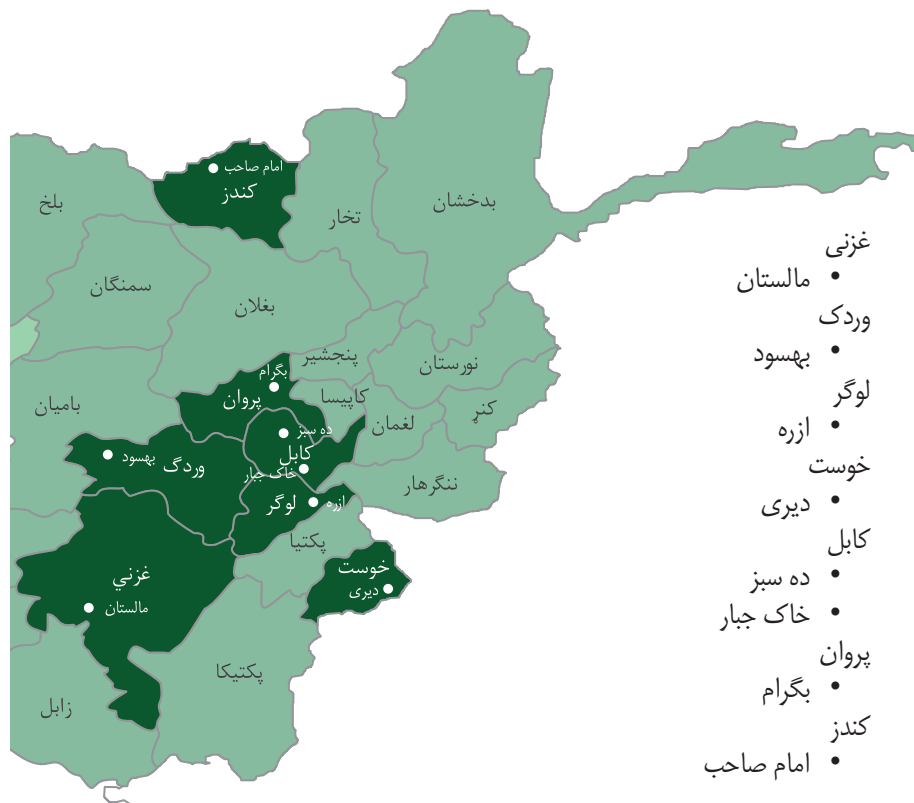 امام صاحب
کندز
بدخشان
تخار
بلخ
سمنگان
بغلان
پنجشیر
نورستان
بگرام
پروان
کاپیسا
بامیان
لغمان
کنړ
ده سبز
کابل
بهسود
وردگ
خاک جبار
ننگرهار
ازره
لوگر
پکتیا
خوست
دیری
غزني
مالستان
پکتیکا
زابل
غزنی
• مالستان
وردک
• بهسود
لوگر
• ازره
خوست
• دیری
کابل
• ده سبز
• خاک جبار
پروان
• بگرام
کندز
• امام صاحب